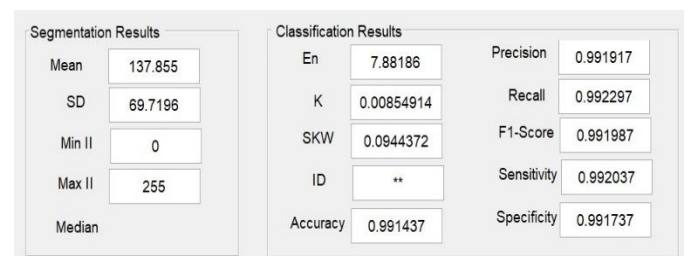 Segmentation Results
Mean 137.855
SD 69.7196
Min II 0
Max II 255
Median
Classification Results
En 7.88186
K 0.00854914
SKW 0.0944372
ID **
Accuracy 0.991437
Precision 0.991917
Recall 0.992297
F1-Score 0.991987
Sensitivity 0.992037
Specificity 0.991737